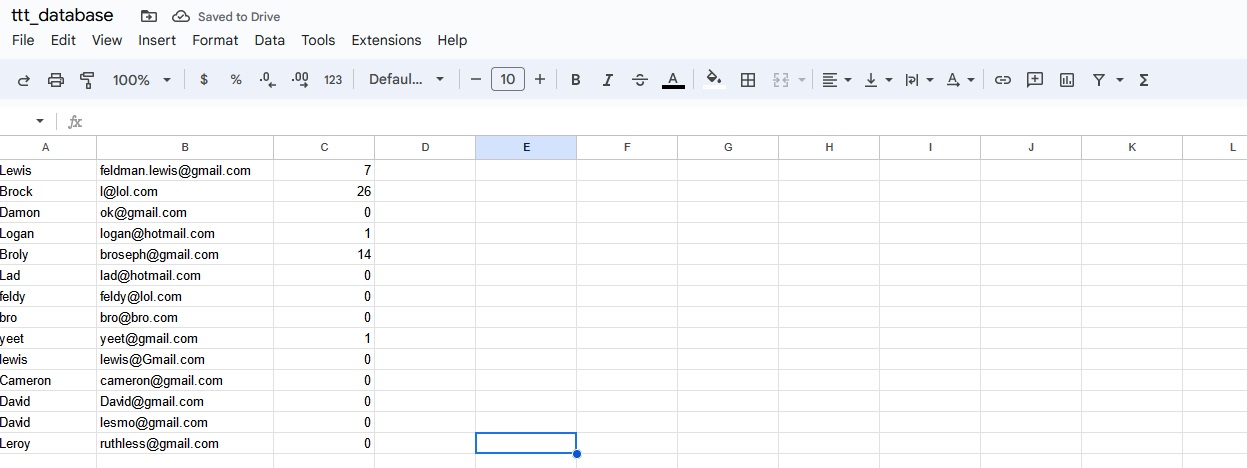 ttt_database Saved to Drive
File Edit View Insert Format Data Tools Extensions Help
100% $ % .0 .00 123 Defaul... − 10 + B I S A A Σ
fx
A B C D E F G H I J K L
Lewis feldman.lewis@gmail.com 7
Brock l@lol.com 26
Damon ok@gmail.com 0
Logan logan@hotmail.com 1
Broly broseph@gmail.com 14
Lad lad@hotmail.com 0
feldy feldy@lol.com 0
bro bro@bro.com 0
yeet yeet@gmail.com 1
lewis lewis@Gmail.com 0
Cameron cameron@gmail.com 0
David David@gmail.com 0
David lesmo@gmail.com 0
Leroy ruthless@gmail.com 0